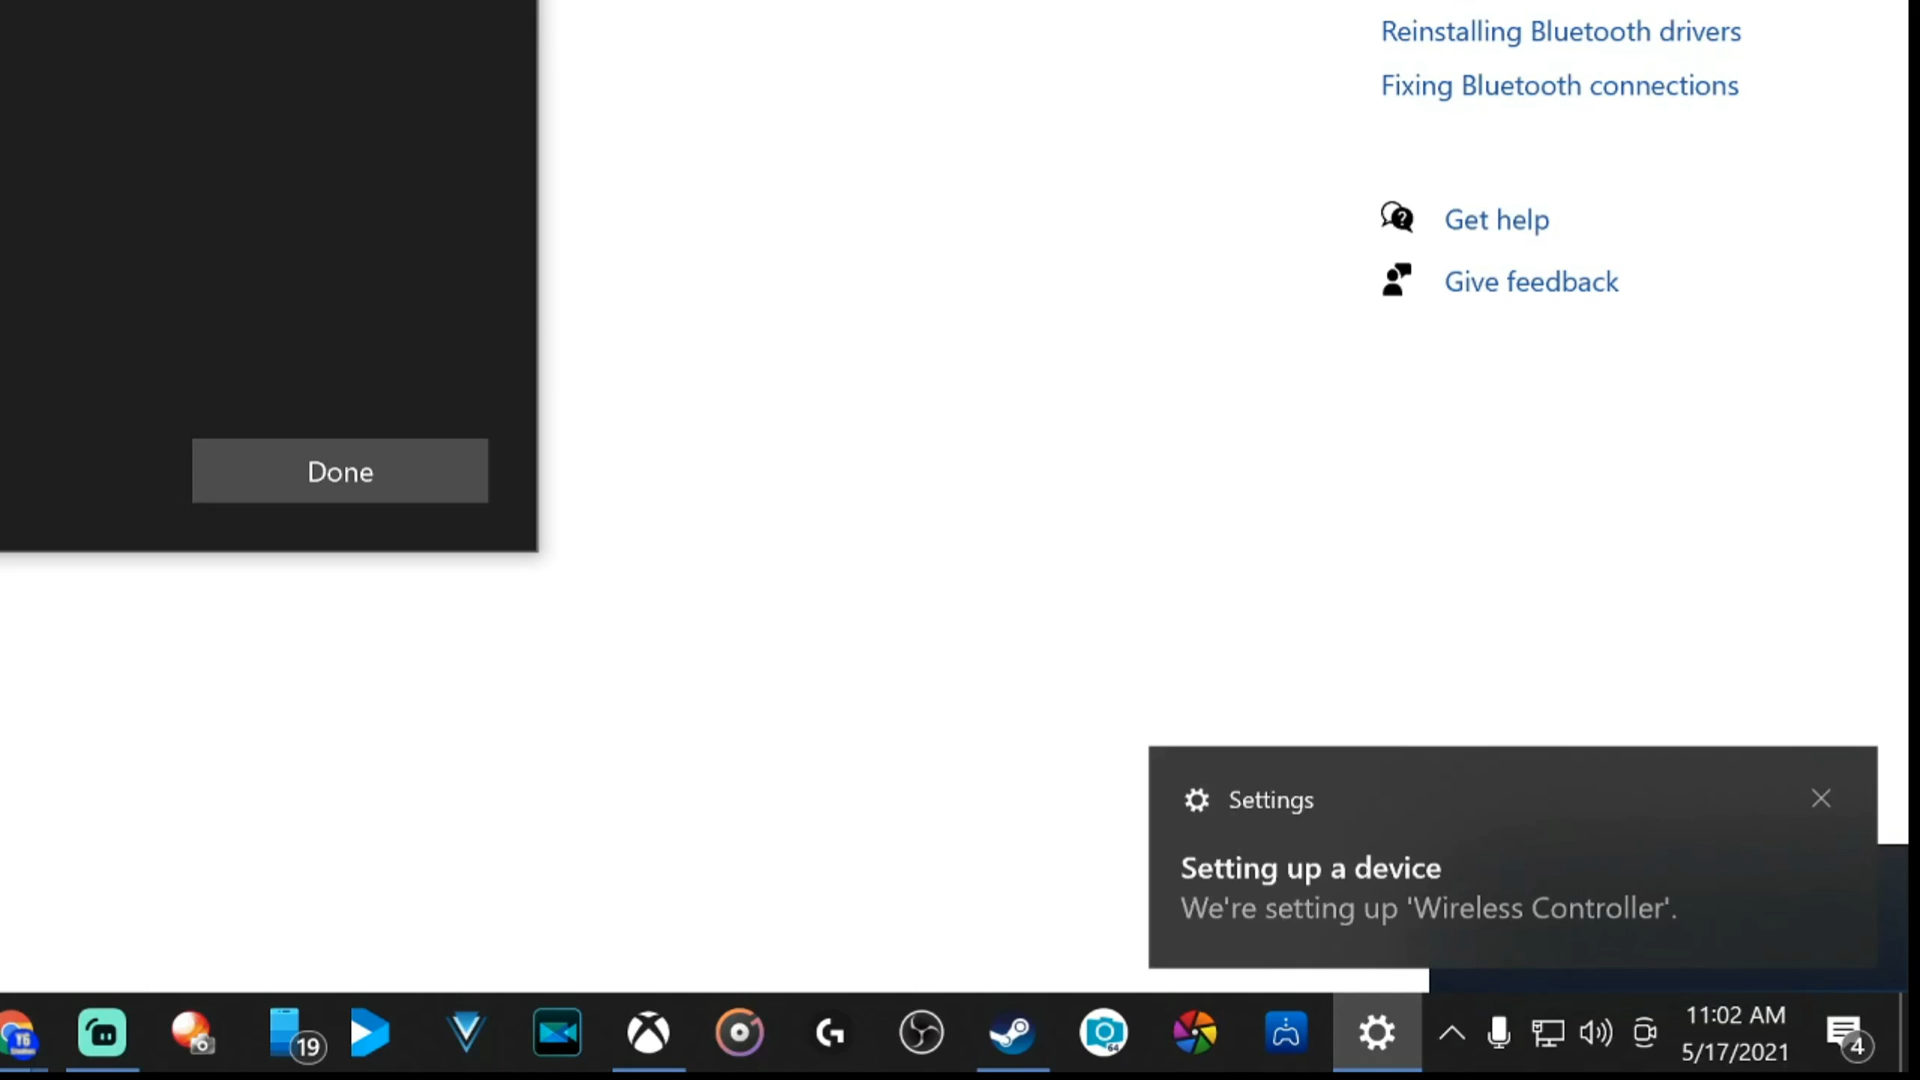 Reinstalling Bluetooth drivers
Fixing Bluetooth connections
Get help
Give feedback
Done
Settings
Setting up a device
We're setting up 'Wireless Controller'.
19
64
11:02 AM
5/17/2021
4